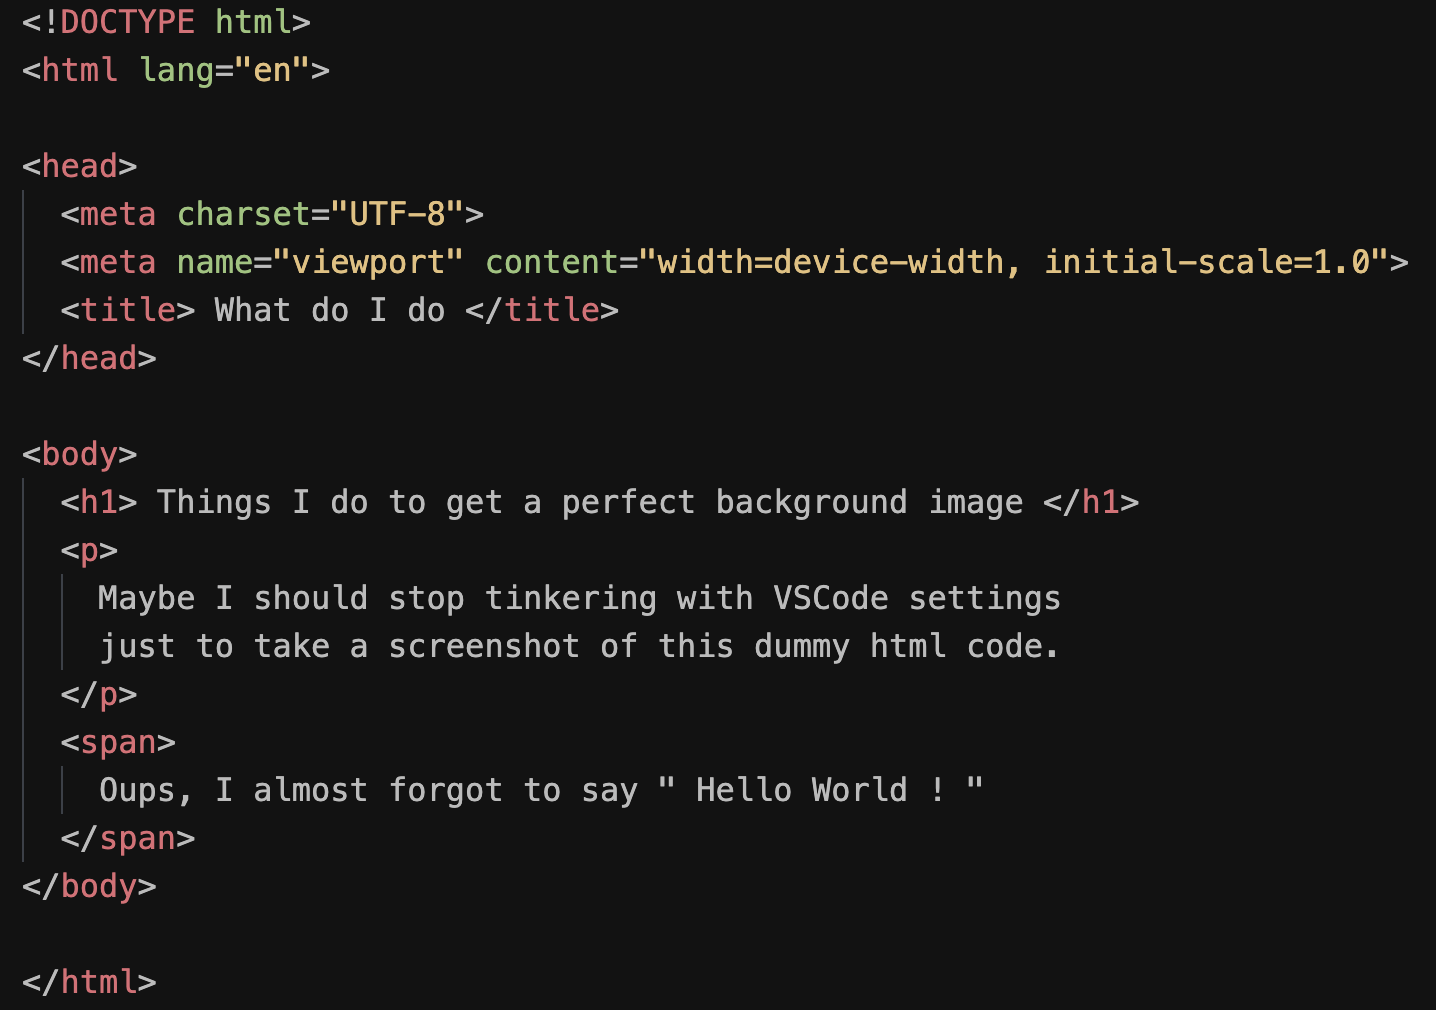 <!DOCTYPE html>
<html lang="en">

<head>
  <meta charset="UTF-8">
  <meta name="viewport" content="width=device-width, initial-scale=1.0">
  <title> What do I do </title>
</head>

<body>
  <h1> Things I do to get a perfect background image </h1>
  <p>
    Maybe I should stop tinkering with VSCode settings
    just to take a screenshot of this dummy html code.
  </p>
  <span>
    Oups, I almost forgot to say " Hello World ! "
  </span>
</body>

</html>